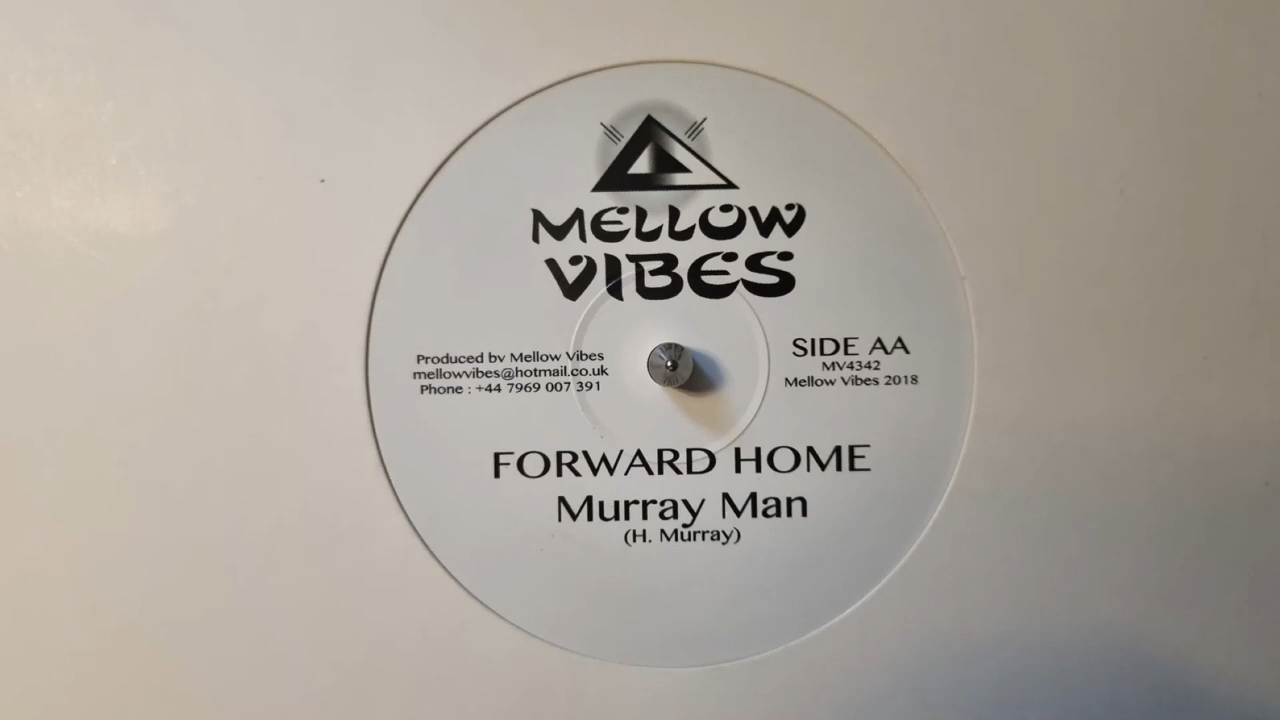 MELLOW
VIBES
Produced by Mellow Vibes
mellowvibes@hotmail.co.uk
Phone : +44 7969 007 391
SIDE AA
MV4342
Mellow Vibes 2018
FORWARD HOME
Murray Man
(H. Murray)